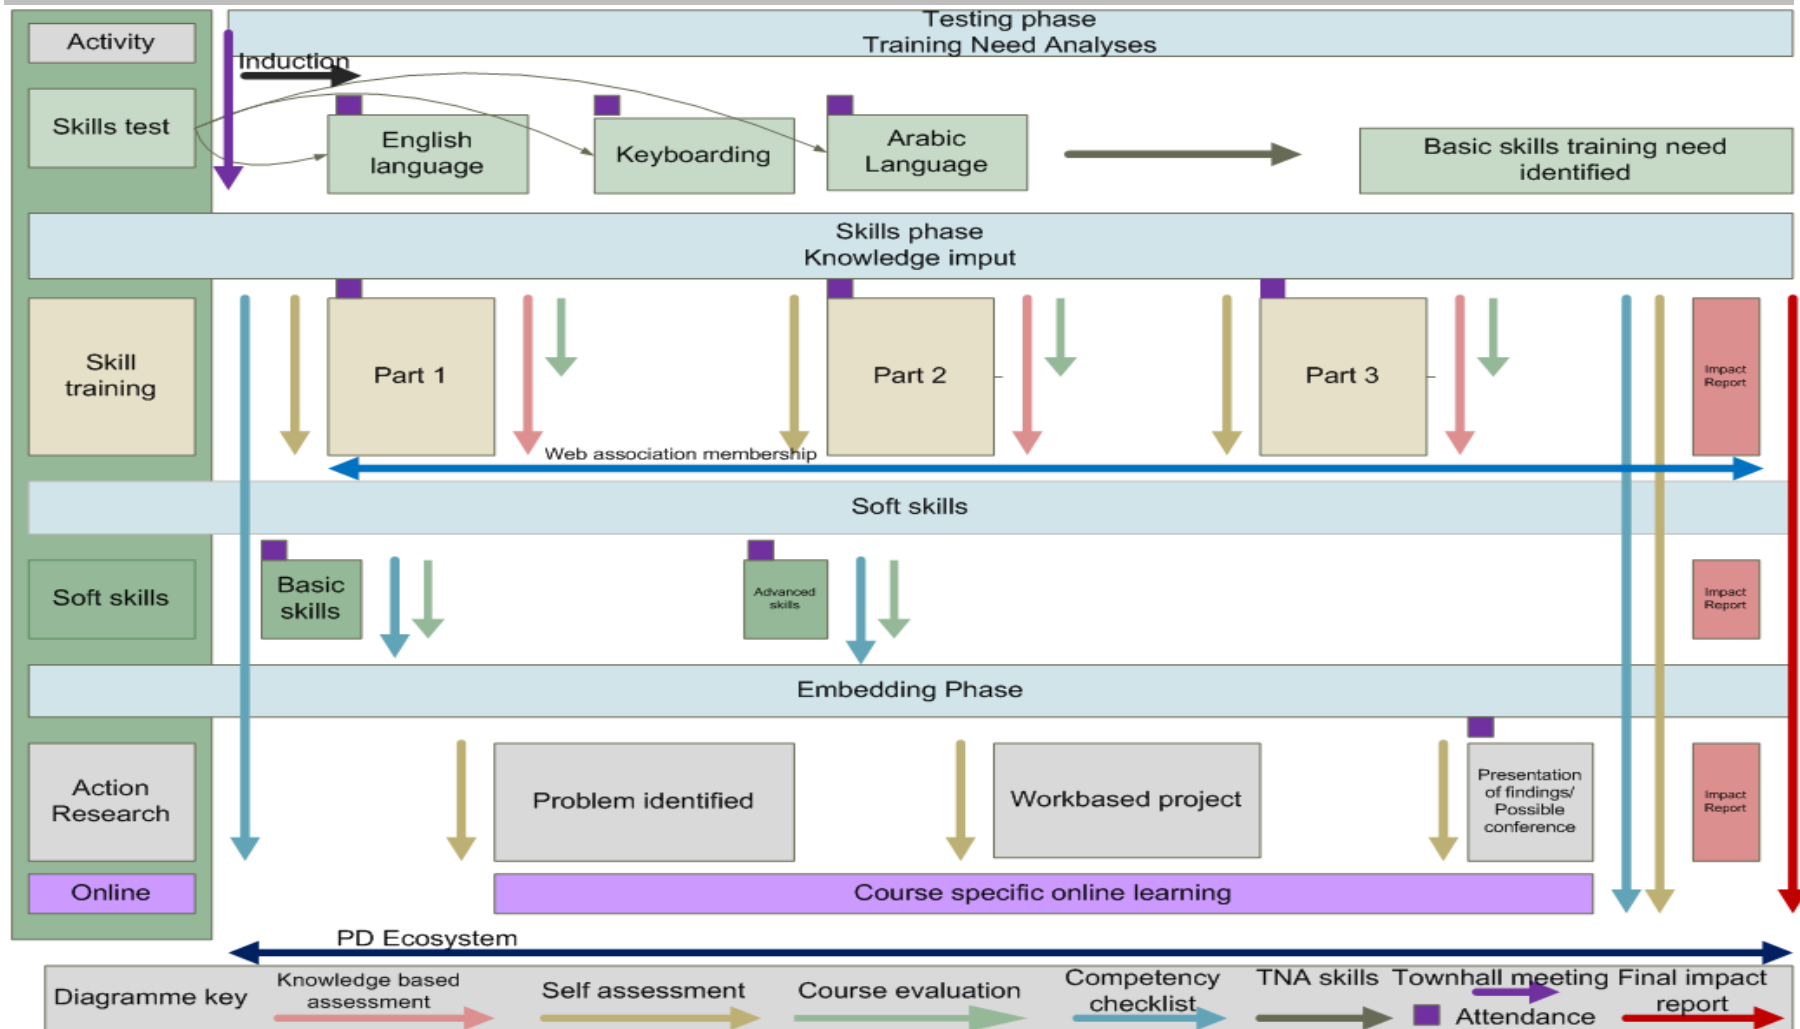 Testing phase
Training Need Analyses
Activity
Induction
Skills test
English
language
Keyboarding
Arabic
Language
Basic skills training need
identified
Skills phase
Knowledge imput
Skill
training
Part 1
Part 2
Part 3
Impact
Report
Web association membership
Soft skills
Soft skills
Basic
skills
Advanced
skills
Impact
Report
Embedding Phase
Action
Research
Problem identified
Workbased project
Presentation
of findings/
Possible
conference
Impact
Report
Online
Course specific online learning
PD Ecosystem
Diagramme key
Knowledge based
assessment
Self assessment
Course evaluation
Competency
checklist
TNA skills
Townhall meeting
Attendance
Final impact
report